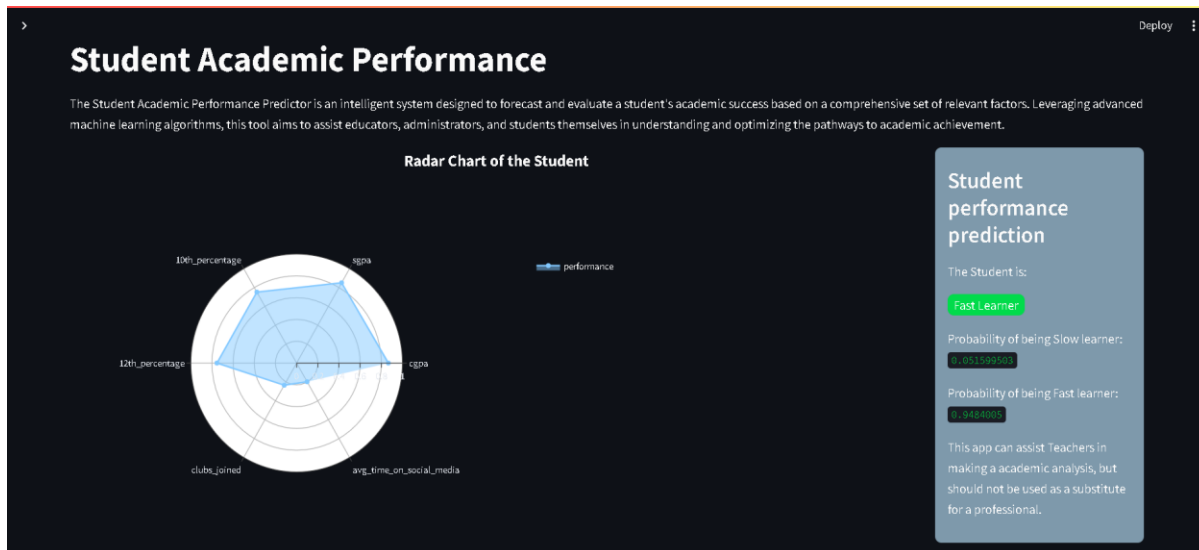 Deploy
Student Academic Performance
The Student Academic Performance Predictor is an intelligent system designed to forecast and evaluate a student's academic success based on a comprehensive set of relevant factors. Leveraging advanced
machine learning algorithms, this tool aims to assist educators, administrators, and students themselves in understanding and optimizing the pathways to academic achievement.
Radar Chart of the Student
10th_percentage
sgpa
performance
12th_percentage
cgpa
clubs_joined
avg_time_on_social_media
Student
performance
prediction
The Student is:
Fast Learner
Probability of being Slow learner:
0.051599503
Probability of being Fast learner:
0.9484005
This app can assist Teachers in
making a academic analysis, but
should not be used as a substitute
for a professional.